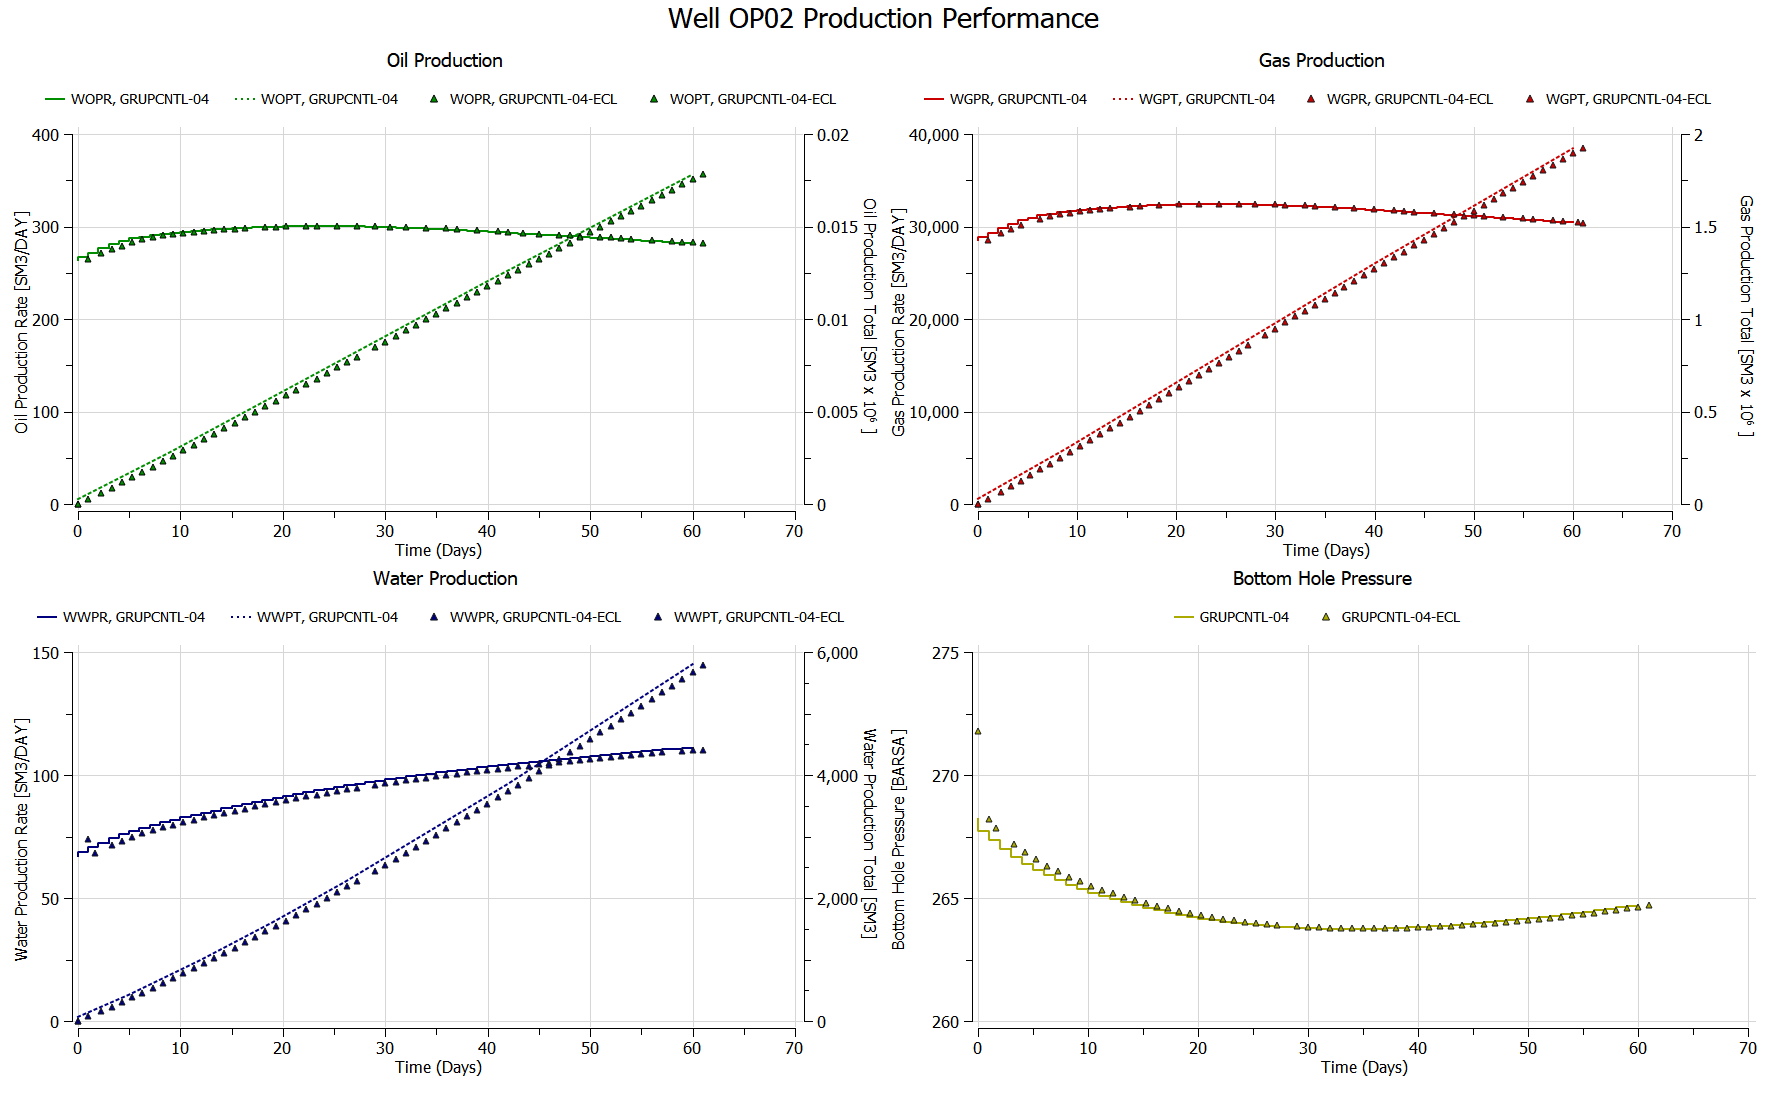 Well OP02 Production Performance
Oil Production
WOPR, GRUPCNTL-04 WOPT, GRUPCNTL-04 WOPR, GRUPCNTL-04-ECL WOPT, GRUPCNTL-04-ECL
Oil Production Rate [SM3/DAY]
400
300
200
100
0
0.02
0.015
0.01
0.005
0
Oil Production Total [SM3 x 10⁶ ]
0 10 20 30 40 50 60 70
Time (Days)
Gas Production
WGPR, GRUPCNTL-04 WGPT, GRUPCNTL-04 WGPR, GRUPCNTL-04-ECL WGPT, GRUPCNTL-04-ECL
Gas Production Rate [SM3/DAY]
40,000
30,000
20,000
10,000
0
2
1.5
1
0.5
0
Gas Production Total [SM3 x 10⁶ ]
0 10 20 30 40 50 60 70
Time (Days)
Water Production
WWPR, GRUPCNTL-04 WWPT, GRUPCNTL-04 WWPR, GRUPCNTL-04-ECL WWPT, GRUPCNTL-04-ECL
Water Production Rate [SM3/DAY]
150
100
50
0
6,000
4,000
2,000
0
Water Production Total [SM3]
0 10 20 30 40 50 60 70
Time (Days)
Bottom Hole Pressure
GRUPCNTL-04 GRUPCNTL-04-ECL
Bottom Hole Pressure [BARSA]
275
270
265
260
0 10 20 30 40 50 60 70
Time (Days)